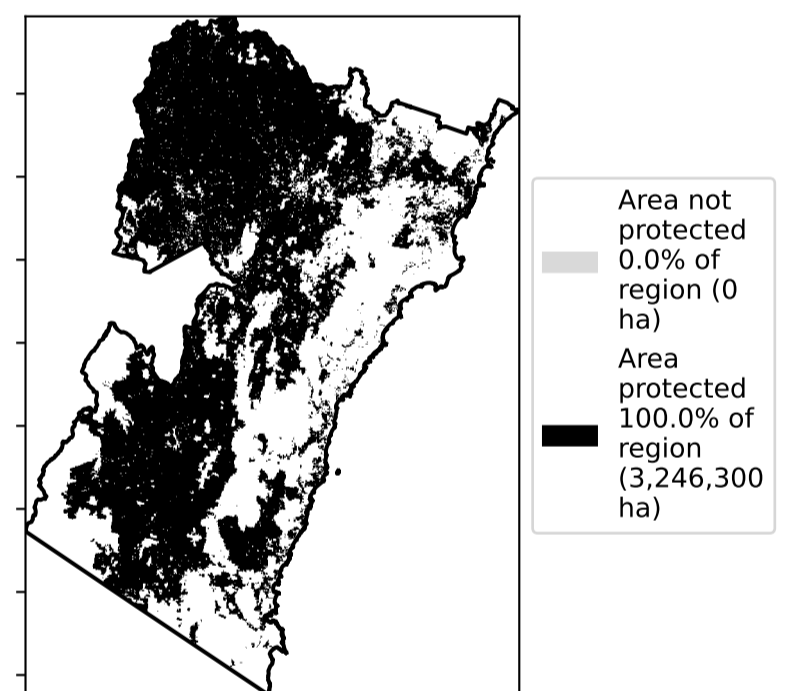 Area not
protected
0.0% of
region (0
ha)
Area
protected
100.0% of
region
(3,246,300
ha)